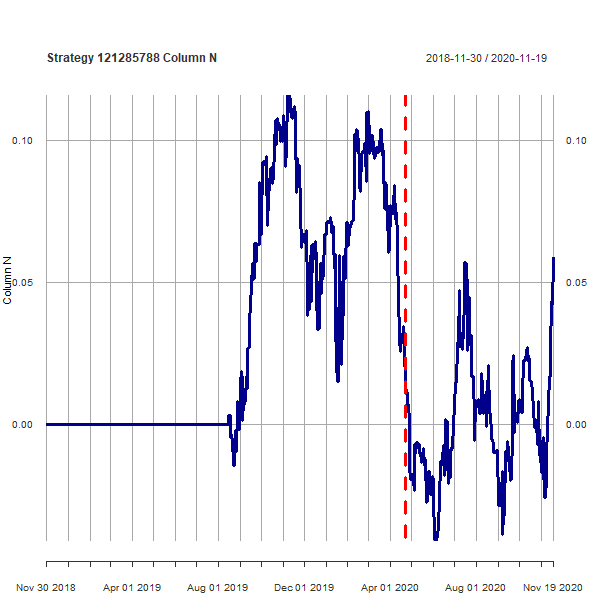 Strategy 121285788 Column N
2018-11-30 / 2020-11-19
0.10 0.10
0.05 0.05
0.00 0.00
Column N
Nov 30 2018 Apr 01 2019 Aug 01 2019 Dec 01 2019 Apr 01 2020 Aug 01 2020 Nov 19 2020